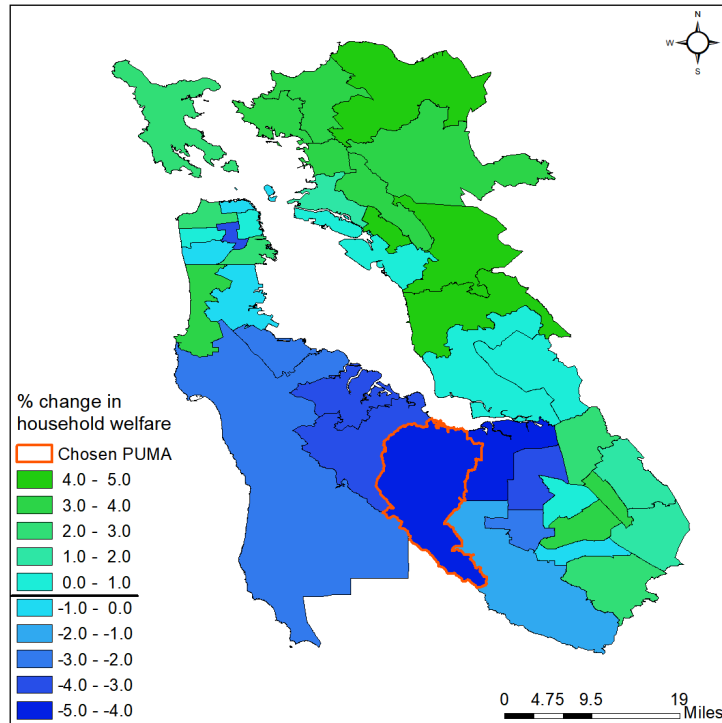 N
W E
S
% change in
household welfare
Chosen PUMA
4.0 - 5.0
3.0 - 4.0
2.0 - 3.0
1.0 - 2.0
0.0 - 1.0
-1.0 - 0.0
-2.0 - -1.0
-3.0 - -2.0
-4.0 - -3.0
-5.0 - -4.0
0 4.75 9.5 19
Miles